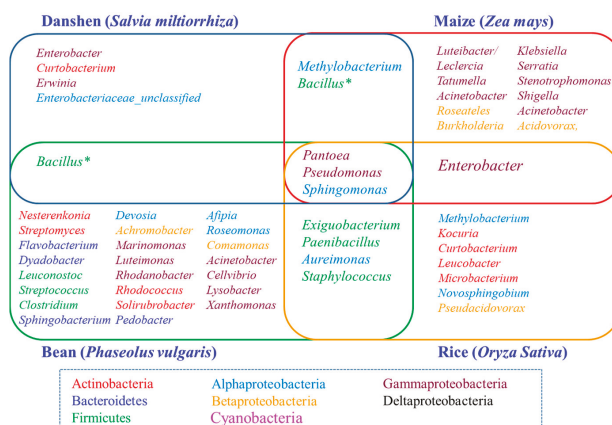 Danshen (Salvia miltiorrhiza)
Maize (Zea mays)
Enterobacter
Curtobacterium
Erwinia
Enterobacteriaceae_unclassified
Methylobacterium
Bacillus*
Luteibacter/ Klebsiella
Leclercia Serratia
Tatumella Stenotrophomonas
Acinetobacter Shigella
Roseateles Acinetobacter
Burkholderia Acidovorax,
Bacillus*
Pantoea
Pseudomonas
Sphingomonas
Enterobacter
Nesterenkonia Devosia Afipia
Streptomyces Achromobacter Roseomonas
Flavobacterium Marinomonas Comamonas
Dyadobacter Luteimonas Acinetobacter
Leuconostoc Rhodanobacter Cellvibrio
Streptococcus Rhodococcus Lysobacter
Clostridium Solirubrobacter Xanthomonas
Sphingobacterium Pedobacter
Exiguobacterium
Paenibacillus
Aureimonas
Staphylococcus
Methylobacterium
Kocuria
Curtobacterium
Leucobacter
Microbacterium
Novosphingobium
Pseudacidovorax
Bean (Phaseolus vulgaris)
Rice (Oryza Sativa)
Actinobacteria Alphaproteobacteria Gammaproteobacteria
Bacteroidetes Betaproteobacteria Deltaproteobacteria
Firmicutes Cyanobacteria